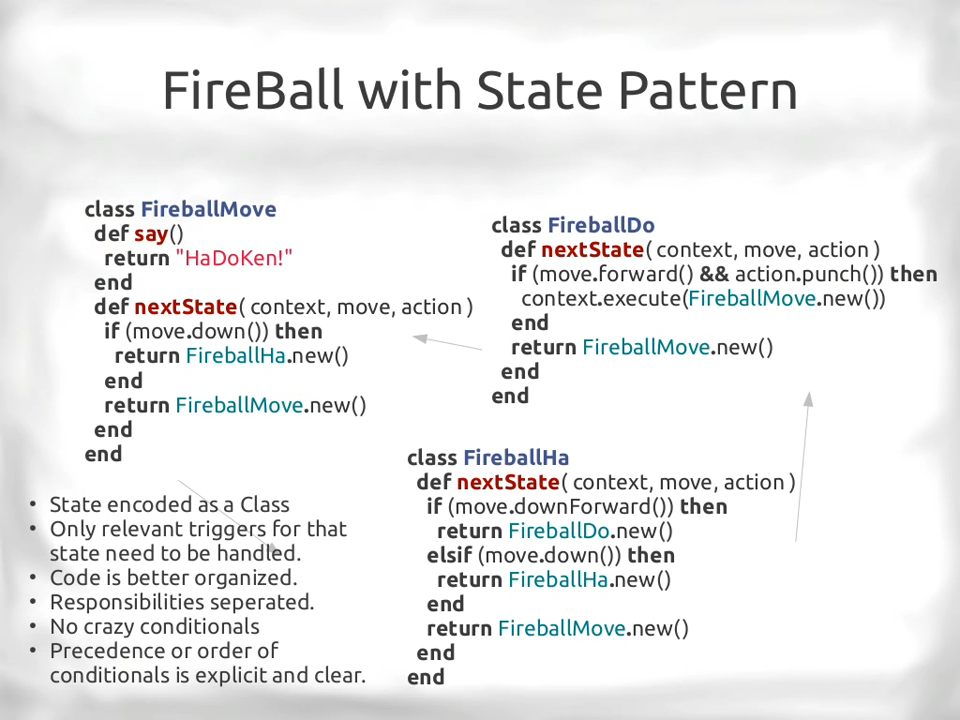 FireBall with State Pattern
class FireballMove
def say()
return "HaDoKen!"
end
def nextState( context, move, action )
if (move.down()) then
return FireballHa.new()
end
return FireballMove.new()
end
end
class FireballDo
def nextState( context, move, action )
if (move.forward() && action.punch()) then
context.execute(FireballMove.new())
end
return FireballMove.new()
end
end
class FireballHa
def nextState( context, move, action )
if (move.downForward()) then
return FireballDo.new()
elsif (move.down()) then
return FireballHa.new()
end
return FireballMove.new()
end
end
• State encoded as a Class
• Only relevant triggers for that
state need to be handled.
• Code is better organized.
• Responsibilities seperated.
• No crazy conditionals
• Precedence or order of
conditionals is explicit and clear.